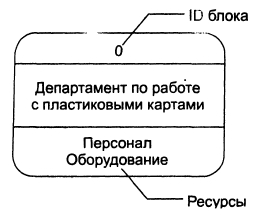 ID блока
0
Департамент по работе
с пластиковыми картами
Персонал
Оборудование
Ресурсы